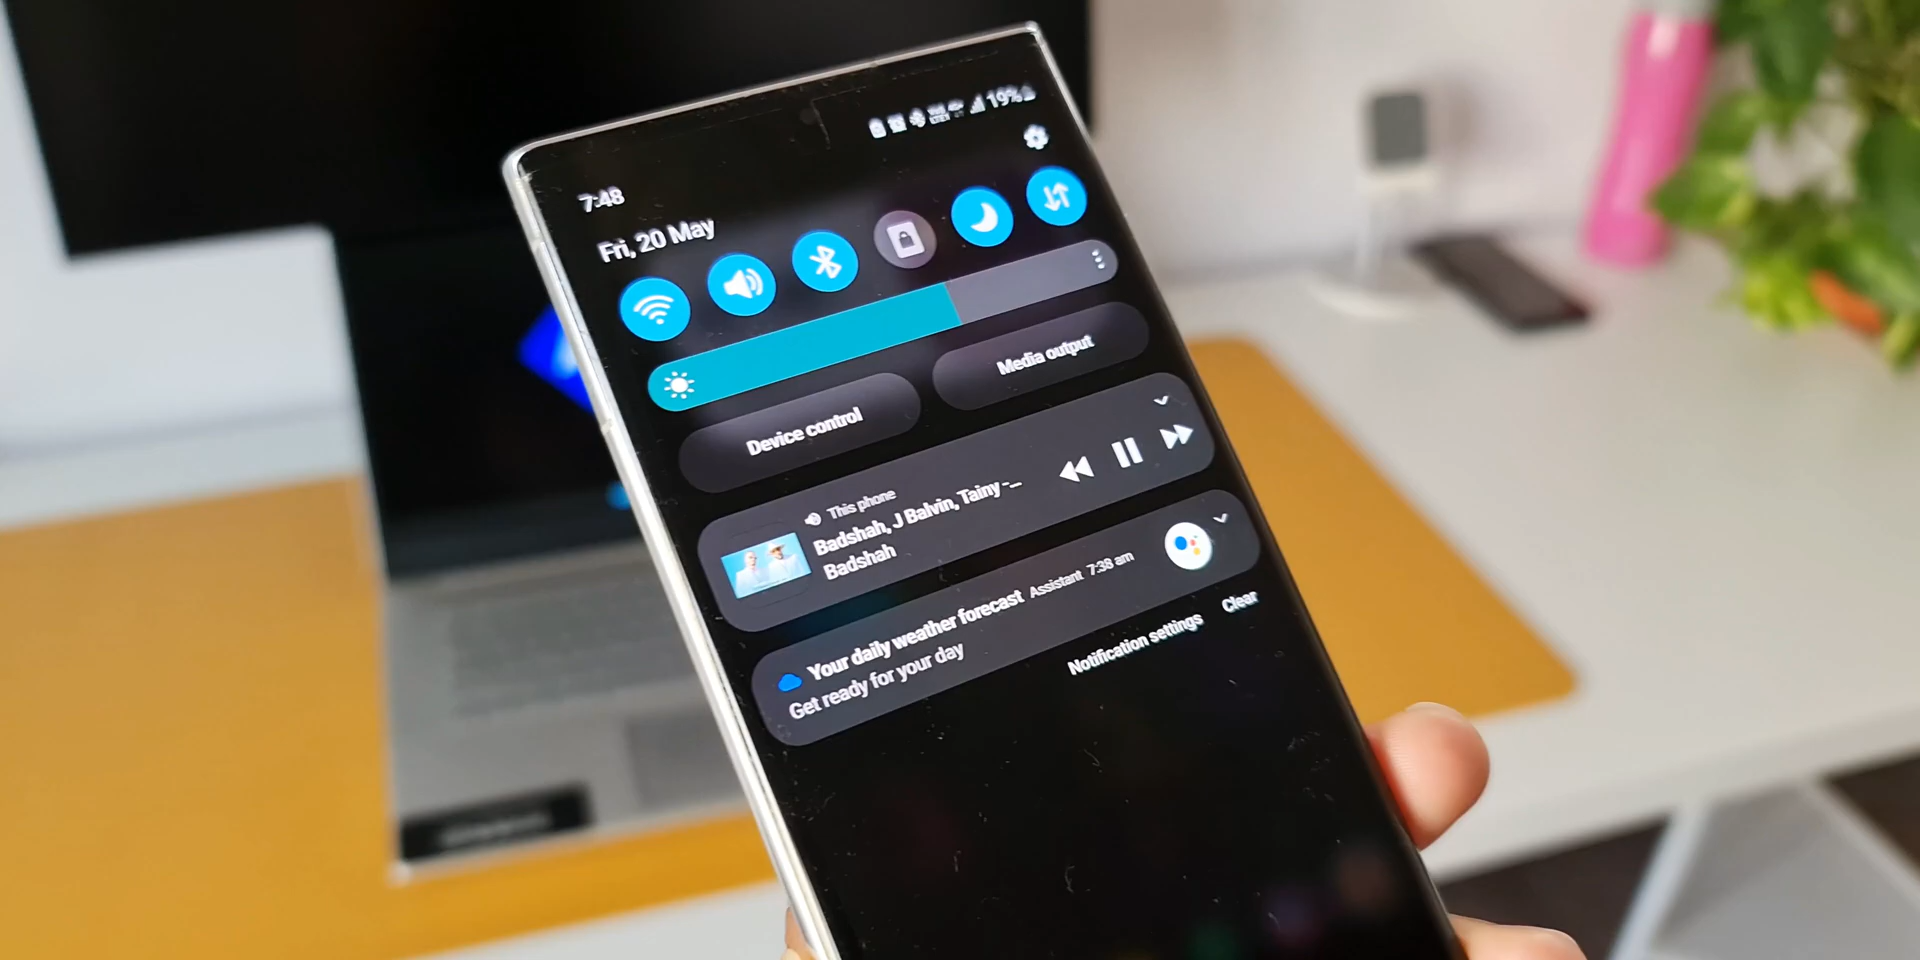 19%
7:48
Fri, 20 May
Device control
Media output
This phone
Badshah, J Balvin, Tainy -...
Badshah
Your daily weather forecast Assistant 7:38 am
Get ready for your day
Notification settings
Clear